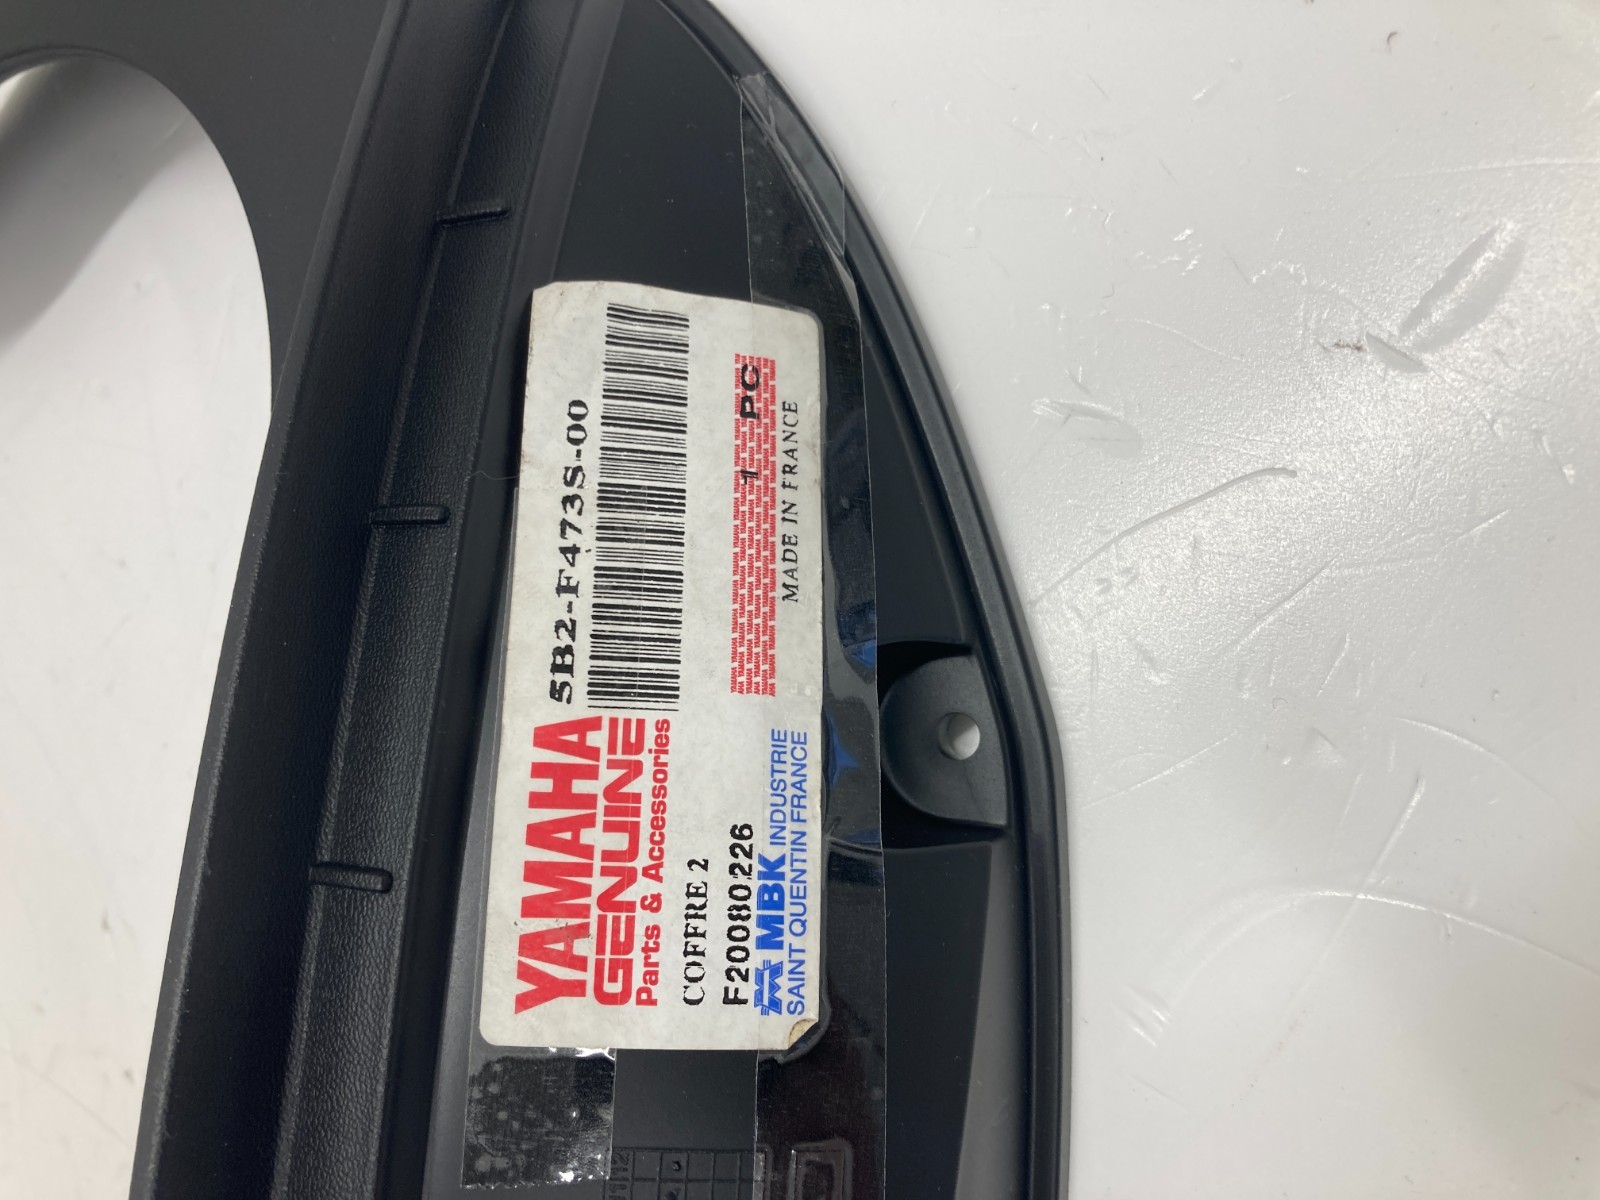 YAMAHA
GENUINE
Parts & Accessories
5B2-F473S-00
COFFRE 2
F20080226
1 PC
MBK INDUSTRIE
SAINT QUENTIN FRANCE
MADE IN FRANCE